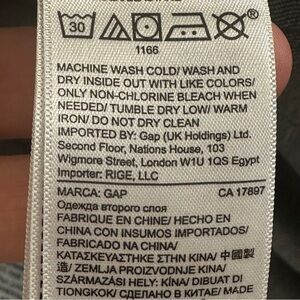 30
®
1166
MACHINE WASH COLD/ WASH AND
DRY INSIDE OUT WITH LIKE COLORS/
ONLY NON-CHLORINE BLEACH WHEN
NEEDED/ TUMBLE DRY LOW/ WARM
IRON/ DO NOT DRY CLEAN
IMPORTED BY: Gap (UK Holdings) Ltd.
Second Floor, Nations House, 103
Wigmore Street, London W1U 1QS Egypt
Importer: RIGE, LLC
MARCA: GAP CA 17897
Одежда второго слоя
FABRIQUE EN CHINE/ HECHO EN
CHINA CON INSUMOS IMPORTADOS/
FABRICADO NA CHINA/
ΚΑΤΑΣΚΕΥΑΣΤΗΚΕ ΣΤΗΝ ΚΙΝΑ/ 中國製
造/ ZEMLJA PROIZVODNJE KINA/
SZÁRMAZÁSI HELY: KÍNA/ DIBUAT DI
TIONGKOK/ СДЕЛАНО В КИТАЕ/ MADE